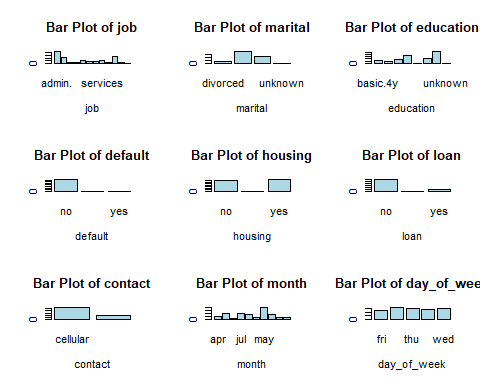 Bar Plot of job
Bar Plot of marital
Bar Plot of education
admin. services
divorced unknown
basic.4y unknown
job
marital
education
Bar Plot of default
Bar Plot of housing
Bar Plot of loan
no yes
no yes
no yes
default
housing
loan
Bar Plot of contact
Bar Plot of month
Bar Plot of day_of_wee
cellular
apr jul may
fri thu wed
contact
month
day_of_week